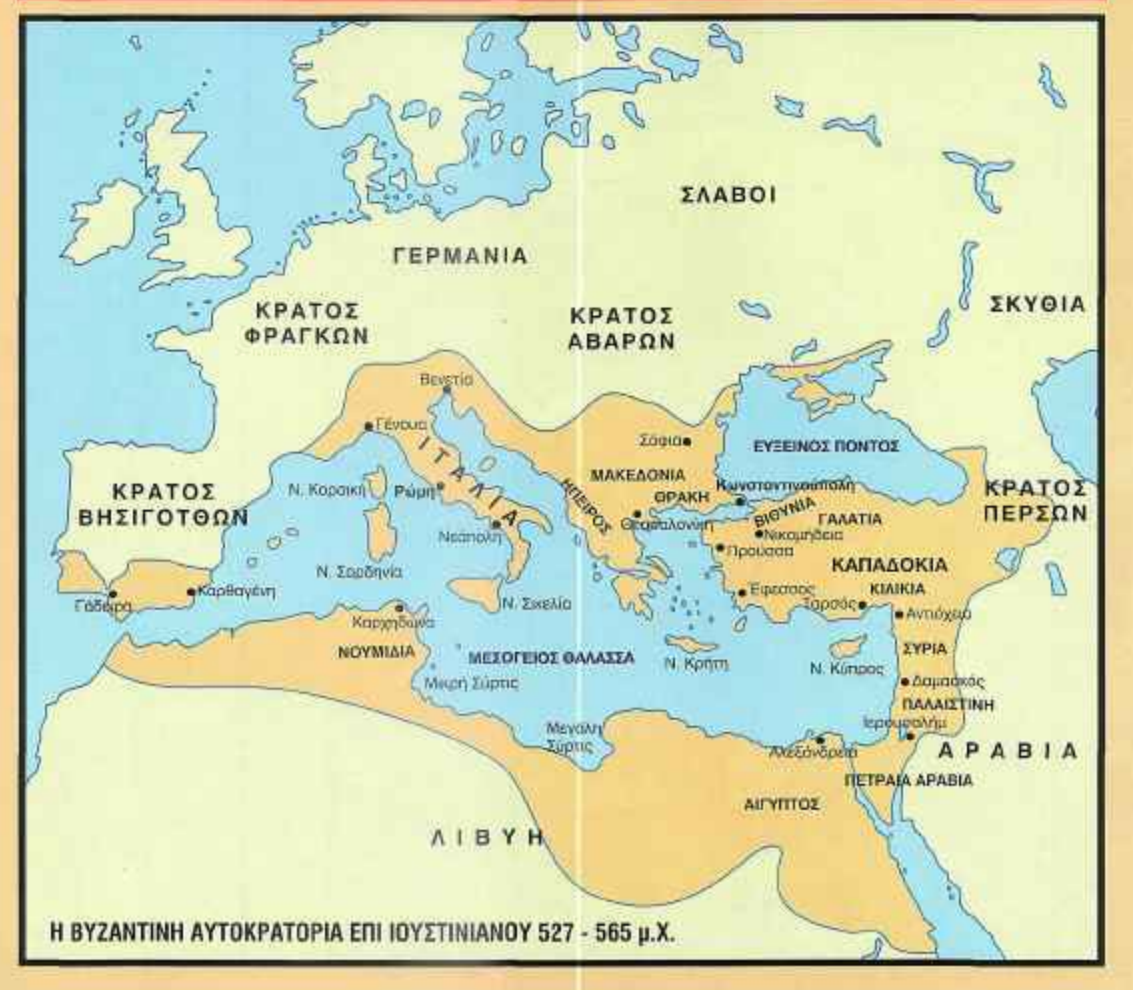 ΣΛΑΒΟΙ
ΓΕΡΜΑΝΙΑ
ΚΡΑΤΟΣ
ΦΡΑΓΚΩΝ
ΚΡΑΤΟΣ
ΑΒΑΡΩΝ
ΣΚΥΘΙΑ
Βενετία
Γένουα
ΙΤΑΛΙΑ
Σόφια
ΕΥΞΕΙΝΟΣ ΠΟΝΤΟΣ
ΚΡΑΤΟΣ
ΒΗΣΙΓΟΤΘΩΝ
Ν. Κορσική
Ρώμη
ΜΑΚΕΔΟΝΙΑ
ΗΠΕΙΡΟΣ
ΘΡΑΚΗ
Κωνσταντινούπολη
ΚΡΑΤΟΣ
ΠΕΡΣΩΝ
Νεάπολη
Θεσσαλονίκη
ΒΙΘΥΝΙΑ
ΓΑΛΑΤΙΑ
Νικομήδεια
Προύσσα
ΚΑΠΑΔΟΚΙΑ
Ν. Σαρδηνία
Γάδειρα
Καρθαγένη
Ν. Σικελία
Έφεσσος
ΚΙΛΙΚΙΑ
Ταρσός
Αντιόχεια
Καρχηδώνα
ΝΟΥΜΙΔΙΑ
ΜΕΣΟΓΕΙΟΣ ΘΑΛΑΣΣΑ
Ν. Κρήτη
Ν. Κύπρος
ΣΥΡΙΑ
Μικρή Σύρτις
Δαμασκός
ΠΑΛΑΙΣΤΙΝΗ
Ιερουσαλήμ
Μεγάλη
Σύρτις
Αλεξάνδρεια
ΑΡΑΒΙΑ
ΠΕΤΡΑΙΑ ΑΡΑΒΙΑ
ΑΙΓΥΠΤΟΣ
ΛΙΒΥΗ
Η ΒΥΖΑΝΤΙΝΗ ΑΥΤΟΚΡΑΤΟΡΙΑ ΕΠΙ ΙΟΥΣΤΙΝΙΑΝΟΥ 527 - 565 μ.Χ.